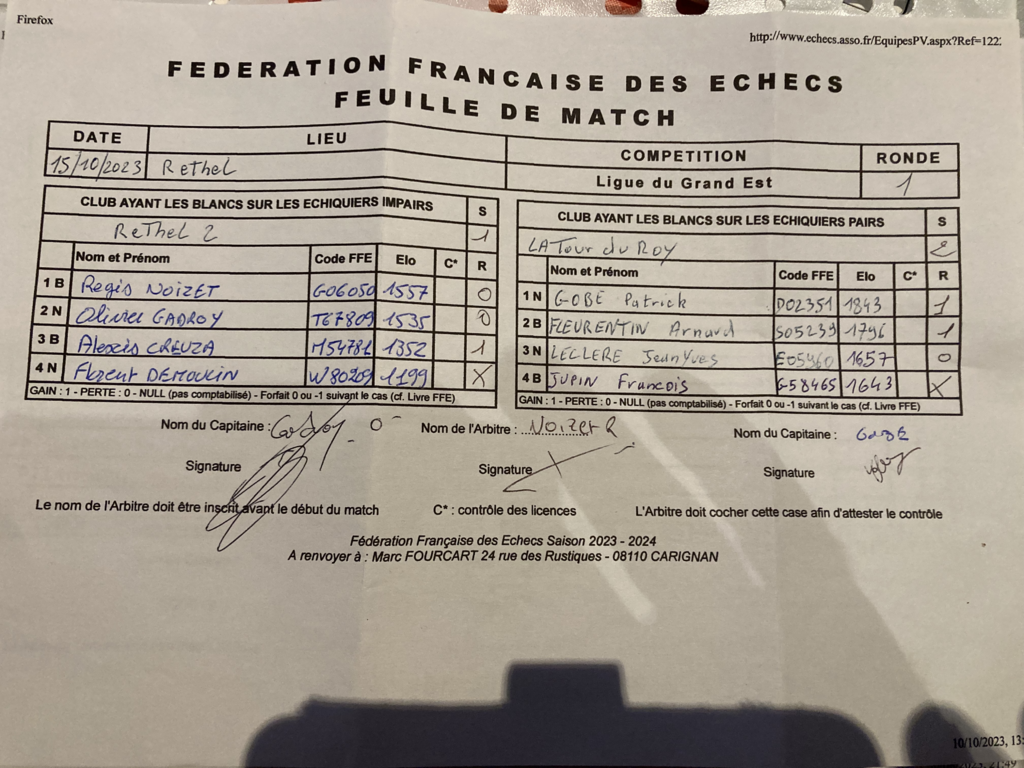 Firefox
http://www.echecs.asso.fr/EquipesPV.aspx?Ref=122
FEDERATION FRANCAISE DES ECHECS
FEUILLE DE MATCH
DATE LIEU COMPETITION RONDE
15/10/2023 Rethel Ligue du Grand Est 1
CLUB AYANT LES BLANCS SUR LES ECHIQUIERS IMPAIRS S
ReThel 2 1
Nom et Prénom Code FFE Elo C* R
1 B Regis NOIZET G06050 1557 0
2 N Olivier GADROY T67809 1535 0
3 B Alexis CREUZA M54781 1352 1
4 N Florent DEMOULIN W80209 1199 X
GAIN : 1 - PERTE : 0 - NULL (pas comptabilisé) - Forfait 0 ou -1 suivant le cas (cf. Livre FFE)
CLUB AYANT LES BLANCS SUR LES ECHIQUIERS PAIRS S
LA Tour du ROY 2
Nom et Prénom Code FFE Elo C* R
1 N GOBE Patrick D02351 1843 1
2 B FLEURENTIN Arnaud S05239 1796 1
3 N LECLERE JeanYves E05960 1657 0
4 B JUPIN Francois G58465 1643 X
GAIN : 1 - PERTE : 0 - NULL (pas comptabilisé) - Forfait 0 ou -1 suivant le cas (cf. Livre FFE)
Nom du Capitaine : Gadroy O Nom de l'Arbitre : Noizet R Nom du Capitaine : GOBE
Signature Signature Signature
Le nom de l'Arbitre doit être inscrit avant le début du match C* : contrôle des licences L'Arbitre doit cocher cette case afin d'attester le contrôle
Fédération Française des Echecs Saison 2023 - 2024
A renvoyer à : Marc FOURCART 24 rue des Rustiques - 08110 CARIGNAN
10/10/2023, 13: